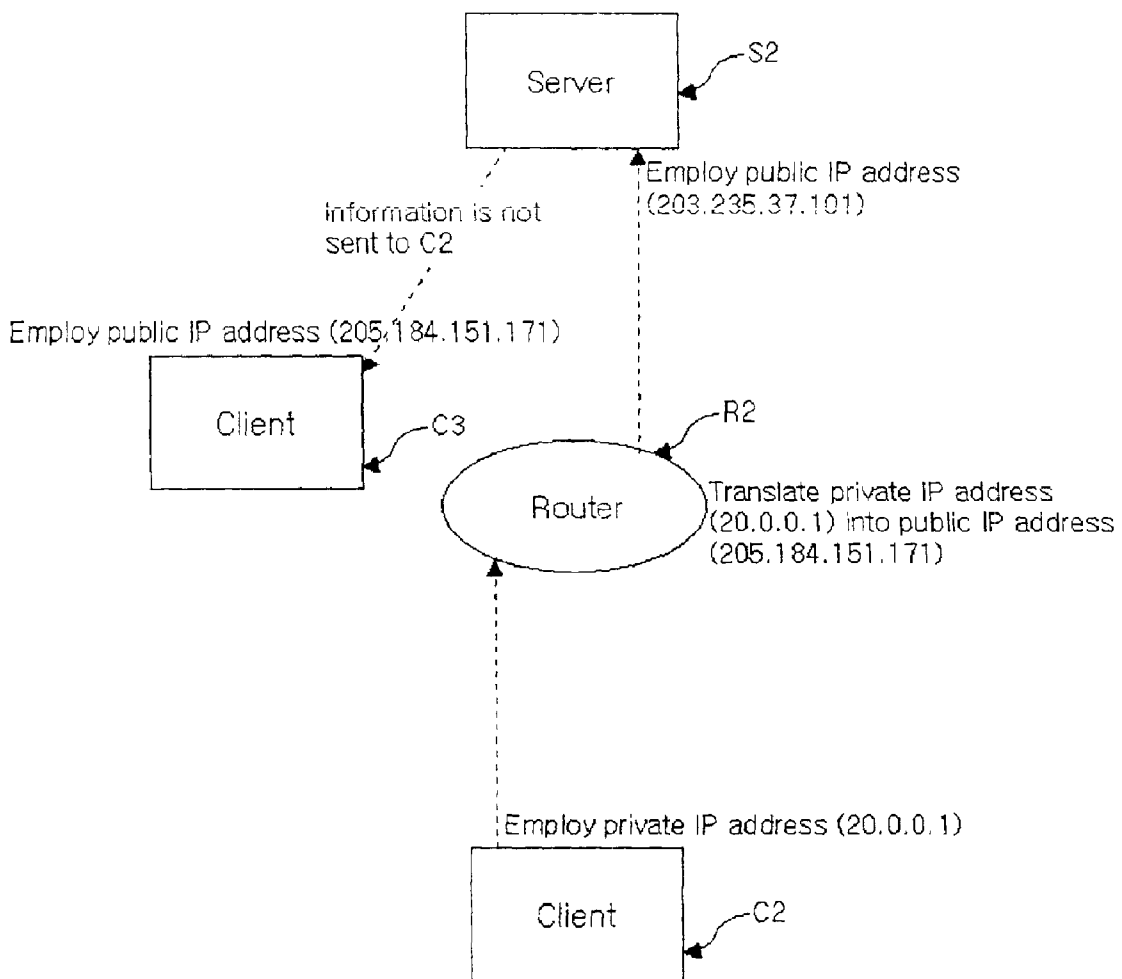 Server
S2
Employ public IP address
(203.235.37.101)
Information is not
sent to C2
Employ public IP address (205.184.151.171)
Client
C3
R2
Router
Translate private IP address
(20.0.0.1) into public IP address
(205.184.151.171)
Employ private IP address (20.0.0.1)
Client
C2